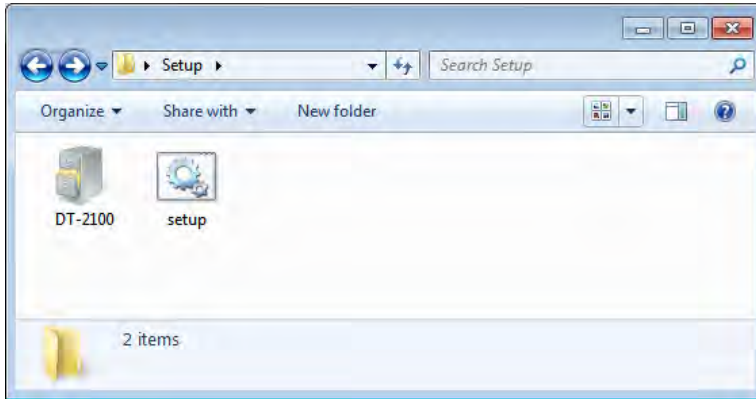 Setup
Search Setup
Organize Share with New folder
DT-2100 setup
2 items